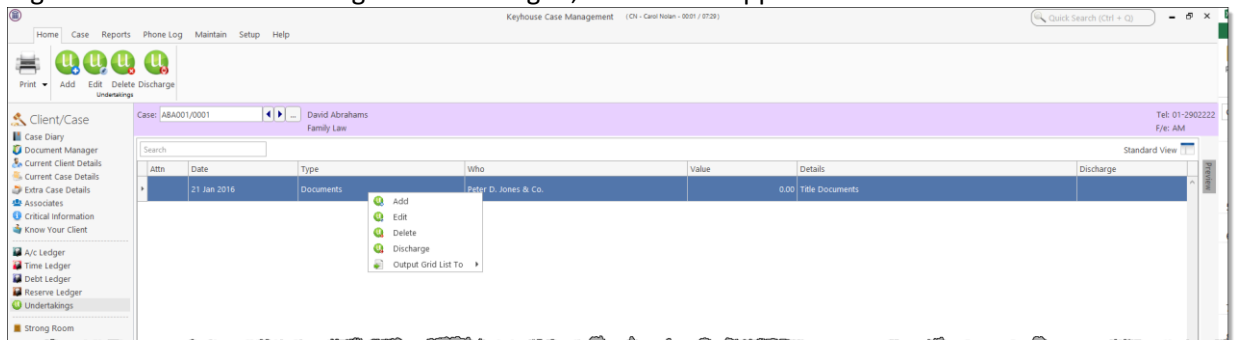 Keyhouse Case Management (CN - Carol Nolan - 0001 / 0728)
Quick Search (Ctrl + Q)
Home Case Reports Phone Log Maintain Setup Help
Print Add Edit Delete Discharge
Undertakings
Client/Case
Case Diary
Document Manager
Current Client Details
Current Case Details
Extra Case Details
Associates
Critical Information
Know Your Client
A/c Ledger
Time Ledger
Debt Ledger
Reserve Ledger
Undertakings
Strong Room
Case: ABA001/0001 ... David Abrahams Tel: 01-2902222
Family Law F/e: AM
Search Standard View
Attn Date Type Who Value Details Discharge
21 Jan 2016 Documents Peter D. Jones & Co. 0.00 Title Documents
Add
Edit
Delete
Discharge
Output Grid List To
Preview